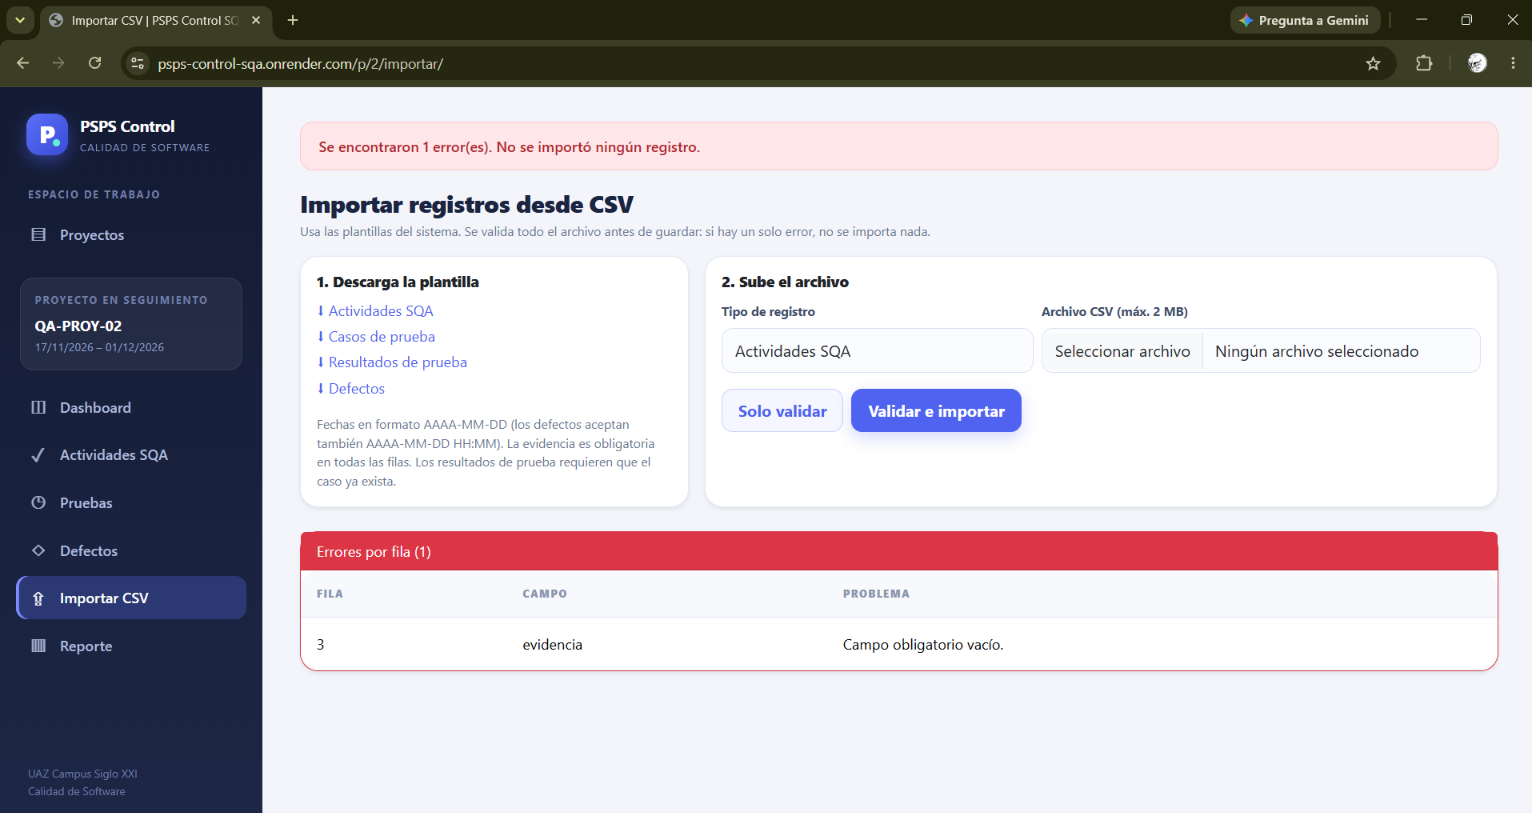 Importar CSV | PSPS Control SQ
Pregunta a Gemini
psps-control-sqa.onrender.com/p/2/importar/
P.
PSPS Control
CALIDAD DE SOFTWARE
ESPACIO DE TRABAJO
Proyectos
PROYECTO EN SEGUIMIENTO
QA-PROY-02
17/11/2026 – 01/12/2026
Dashboard
Actividades SQA
Pruebas
Defectos
Importar CSV
Reporte
UAZ Campus Siglo XXI
Calidad de Software
Se encontraron 1 error(es). No se importó ningún registro.
Importar registros desde CSV
Usa las plantillas del sistema. Se valida todo el archivo antes de guardar: si hay un solo error, no se importa nada.
1. Descarga la plantilla
⬇ Actividades SQA
⬇ Casos de prueba
⬇ Resultados de prueba
⬇ Defectos
Fechas en formato AAAA-MM-DD (los defectos aceptan
también AAAA-MM-DD HH:MM). La evidencia es obligatoria
en todas las filas. Los resultados de prueba requieren que el
caso ya exista.
2. Sube el archivo
Tipo de registro
Archivo CSV (máx. 2 MB)
Actividades SQA
Seleccionar archivo Ningún archivo seleccionado
Solo validar
Validar e importar
Errores por fila (1)
FILA CAMPO PROBLEMA
3 evidencia Campo obligatorio vacío.